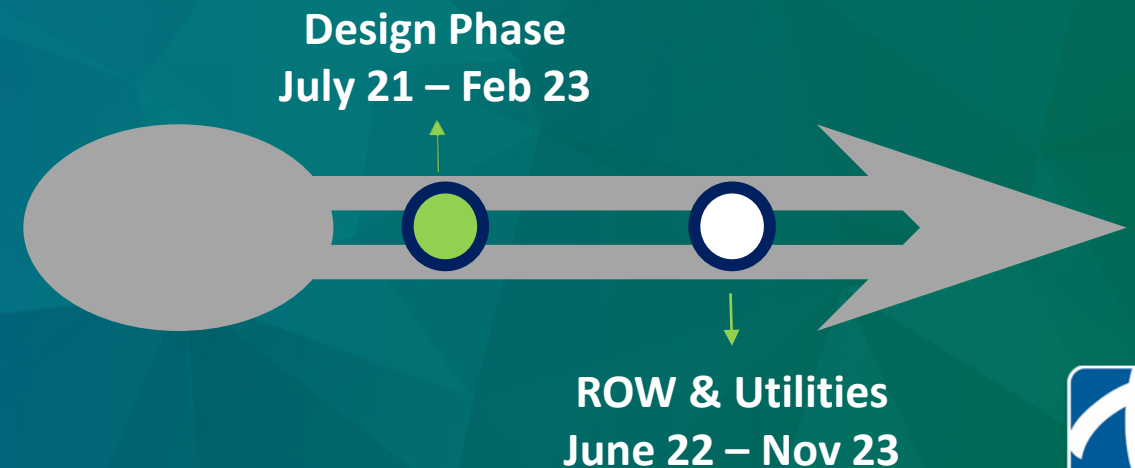 Design Phase
July 21 – Feb 23
ROW & Utilities
June 22 – Nov 23